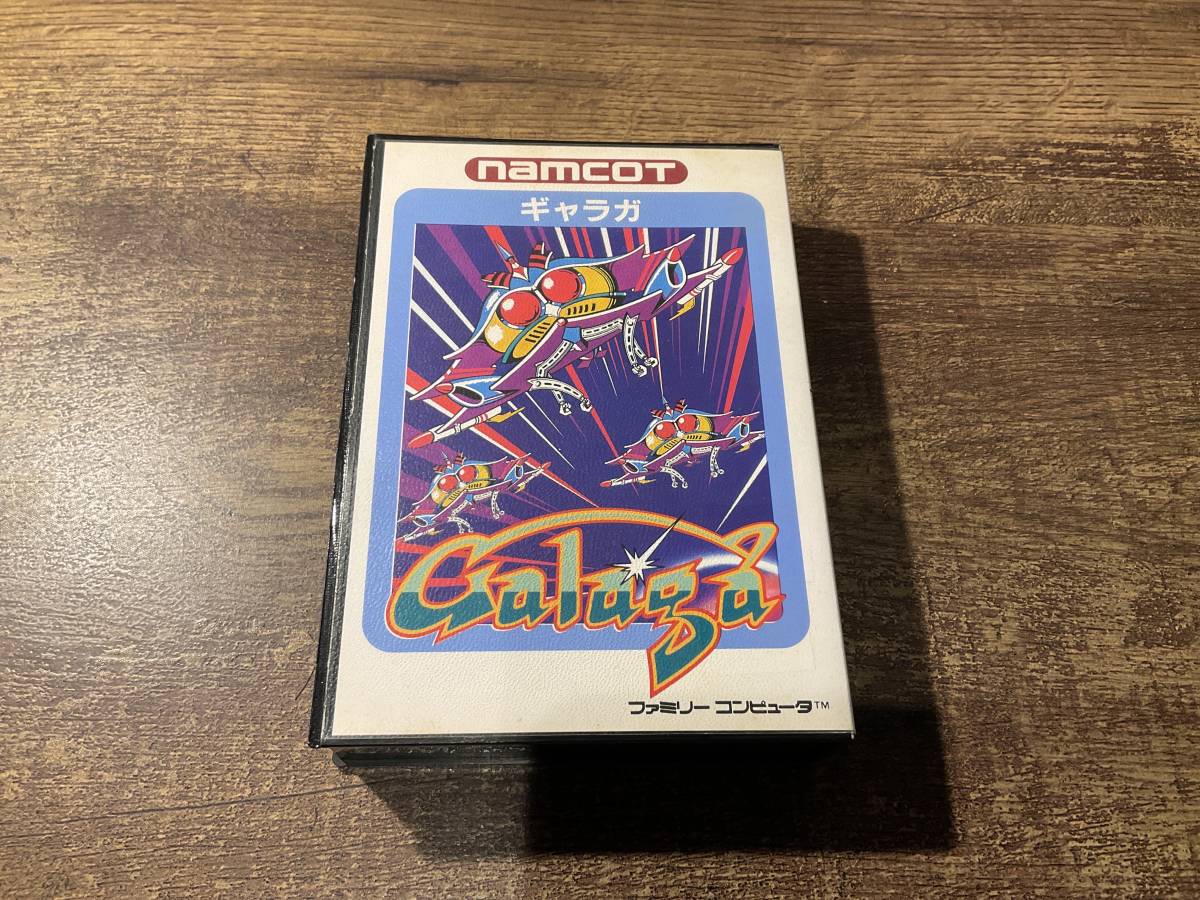 namcot
ギャラガ
Galaga
ファミリー コンピュータ™